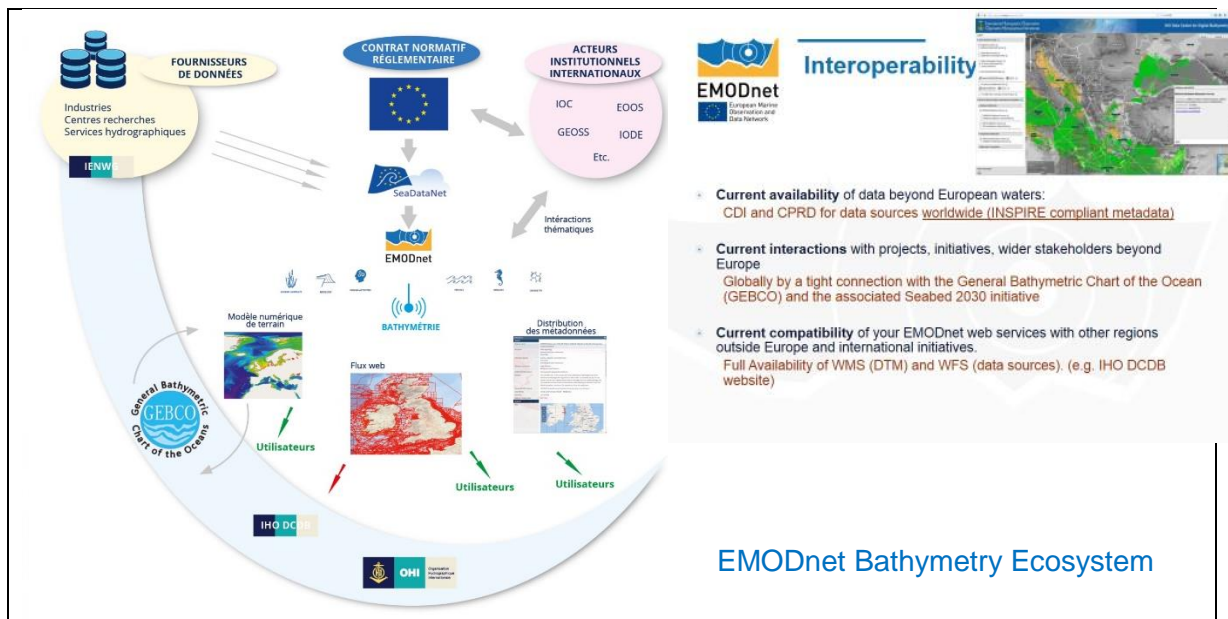 FOURNISSEURS
DE DONNÉES
Industries
Centres recherches
Services hydrographiques
IENWG
CONTRAT NORMATIF
RÉGLEMENTAIRE
SeaDataNet
EMODnet
BATHYMÉTRIE
ACTEURS
INSTITUTIONNELS
INTERNATIONAUX
IOC
EOOS
GEOSS
IODE
Etc.
Intéractions
thématiques
Modèle numérique
de terrain
Flux web
Distribution
des métadonnées
General Bathymetric
GEBCO
Chart of the Oceans
Utilisateurs
Utilisateurs
Utilisateurs
IHO DCDB
OHI
Organisation
Hydrographique
Internationale
EMODnet
European Marine
Observation and
Data Network
Interoperability
Current availability of data beyond European waters:
CDI and CPRD for data sources worldwide (INSPIRE compliant metadata)
Current interactions with projects, initiatives, wider stakeholders beyond
Europe
Globally by a tight connection with the General Bathymetric Chart of the Ocean
(GEBCO) and the associated Seabed 2030 initiative
Current compatibility of your EMODnet web services with other regions
outside Europe and international initiatives.
Full Availability of WMS (DTM) and WFS (data sources). (e.g. IHO DCDB
website)
EMODnet Bathymetry Ecosystem